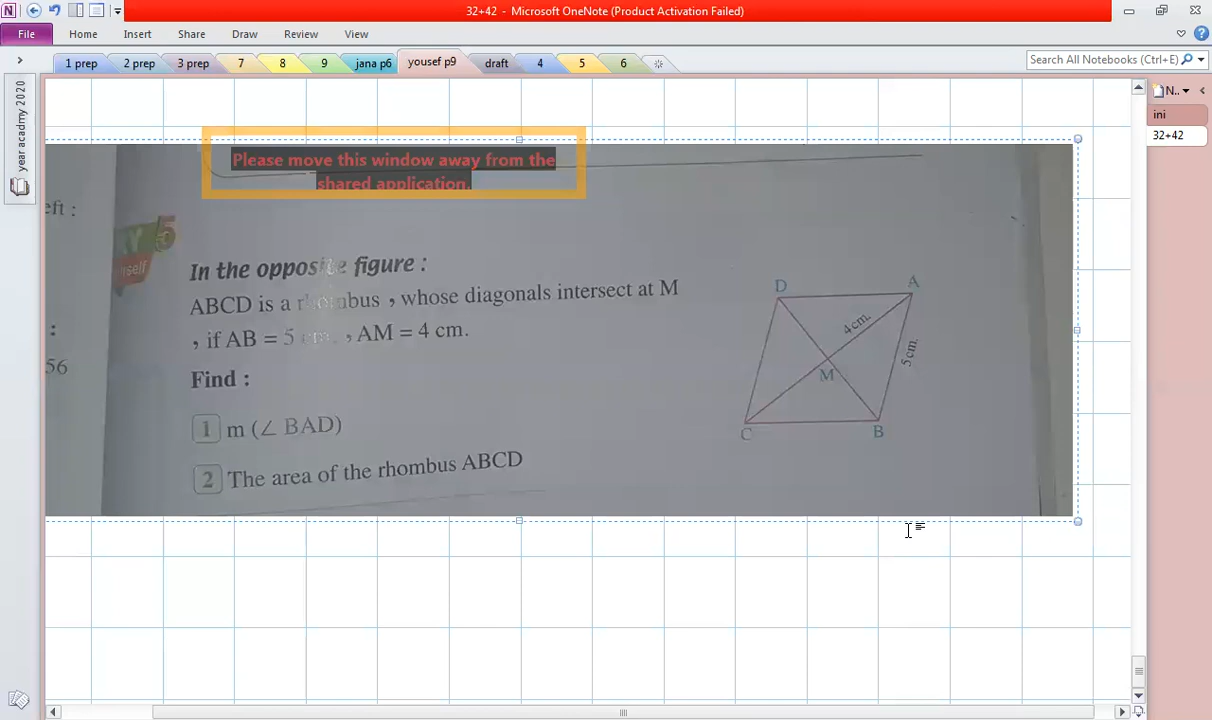 32+42 - Microsoft OneNote (Product Activation Failed)
File Home Insert Share Draw Review View
1 prep 2 prep 3 prep 7 8 9 jana p6 yousef p9 draft 4 5 6
Search All Notebooks (Ctrl+E)
year acadmy 2020
N..
ini
32+42
Please move this window away from the
shared application.
eft :
:
56
RY 5
self
In the opposite figure :
ABCD is a rhombus , whose diagonals intersect at M
, if AB = 5 cm. , AM = 4 cm.
Find :
1 m (∠ BAD)
2 The area of the rhombus ABCD
D
A
4 cm.
5 cm.
M
C
B